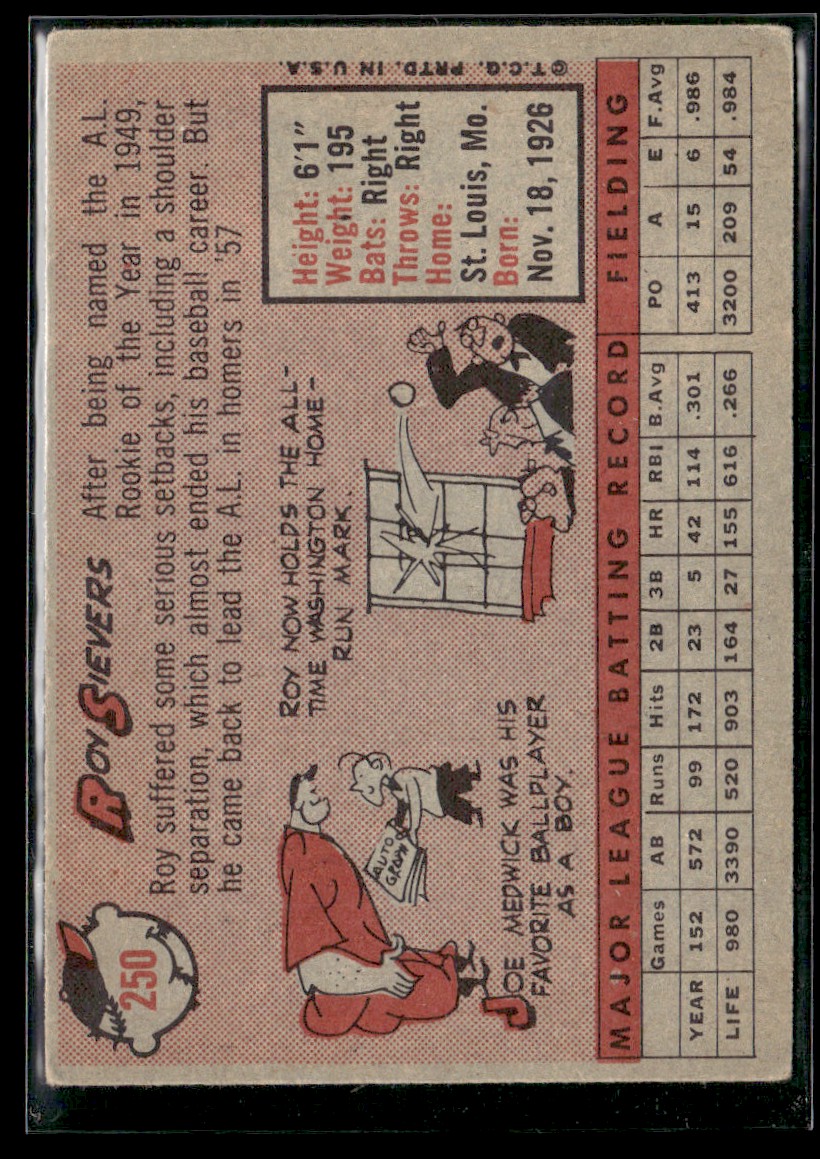 250
ROY SIEVERS
After being named the A.L.
Rookie of the Year in 1949,
Roy suffered some serious setbacks, including a shoulder
separation, which almost ended his baseball career. But
he came back to lead the A.L. in homers in '57
AUTO
GRAPH
JOE MEDWICK WAS HIS
FAVORITE BALLPLAYER
AS A BOY.
ROY NOW HOLDS THE ALL-
TIME WASHINGTON HOME-
RUN MARK
Height: 6'1"
Weight: 195
Bats: Right
Throws: Right
Home:
St. Louis, Mo.
Born:
Nov. 18, 1926
© T.C.G. PRTD. IN U.S.A
MAJOR LEAGUE BATTING RECORD FIELDING
Games AB Runs Hits 2B 3B HR RBI B.Avg PO A E F.Avg
YEAR 152 572 99 172 23 5 42 114 .301 413 15 6 .986
LIFE 980 3390 520 903 164 27 155 616 .266 3200 209 54 .984